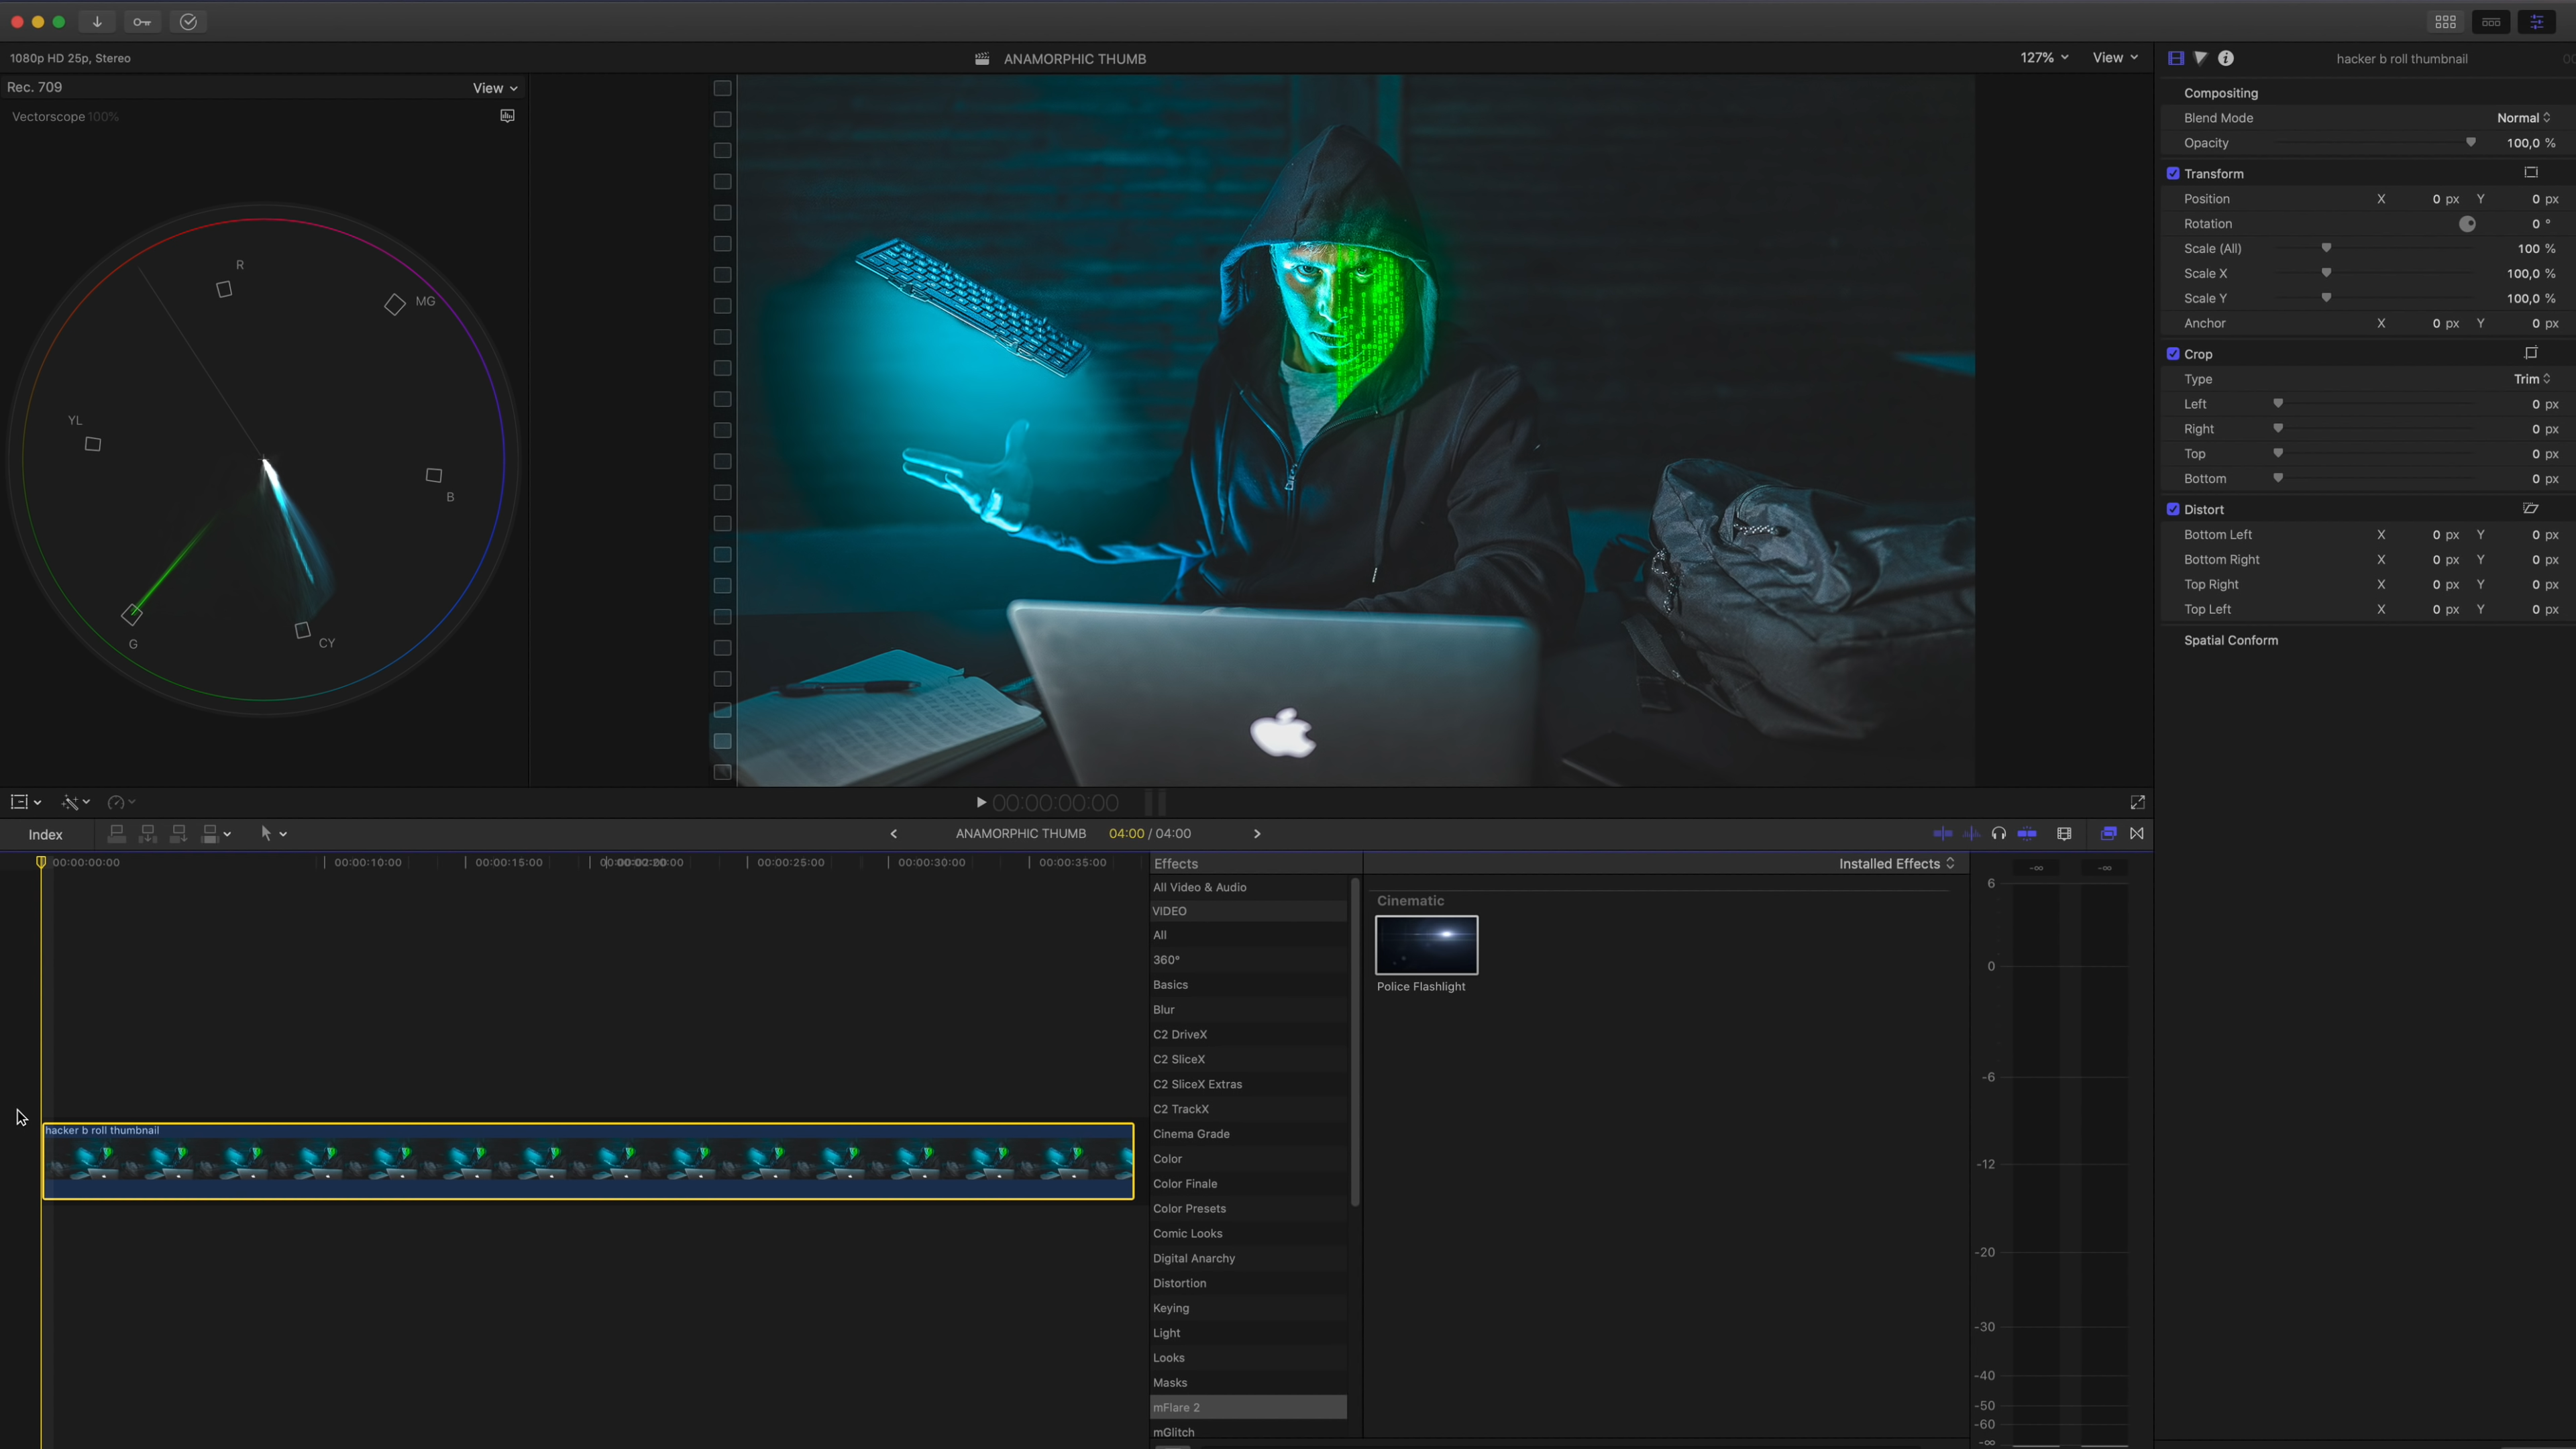 1080p HD 25p, Stereo
ANAMORPHIC THUMB
127%
View
hacker b roll thumbnail
00
Rec. 709
View
Vectorscope 100%
R
MG
YL
B
G
CY
Compositing
Blend Mode Normal
Opacity 100,0 %
Transform
Position X 0 px Y 0 px
Rotation 0 °
Scale (All) 100 %
Scale X 100,0 %
Scale Y 100,0 %
Anchor X 0 px Y 0 px
Crop
Type Trim
Left 0 px
Right 0 px
Top 0 px
Bottom 0 px
Distort
Bottom Left X 0 px Y 0 px
Bottom Right X 0 px Y 0 px
Top Right X 0 px Y 0 px
Top Left X 0 px Y 0 px
Spatial Conform
00:00:00:00
Index
ANAMORPHIC THUMB 04:00 / 04:00
00:00:00:00 00:00:10:00 00:00:15:00 00:00:25:00 00:00:30:00 00:00:35:00
hacker b roll thumbnail
Effects
Installed Effects
All Video & Audio
VIDEO
All
360°
Basics
Blur
C2 DriveX
C2 SliceX
C2 SliceX Extras
C2 TrackX
Cinema Grade
Color
Color Finale
Color Presets
Comic Looks
Digital Anarchy
Distortion
Keying
Light
Looks
Masks
mFlare 2
mGlitch
Cinematic
Police Flashlight
-∞ -∞
6
0
-6
-12
-20
-30
-40
-50
-60
-∞